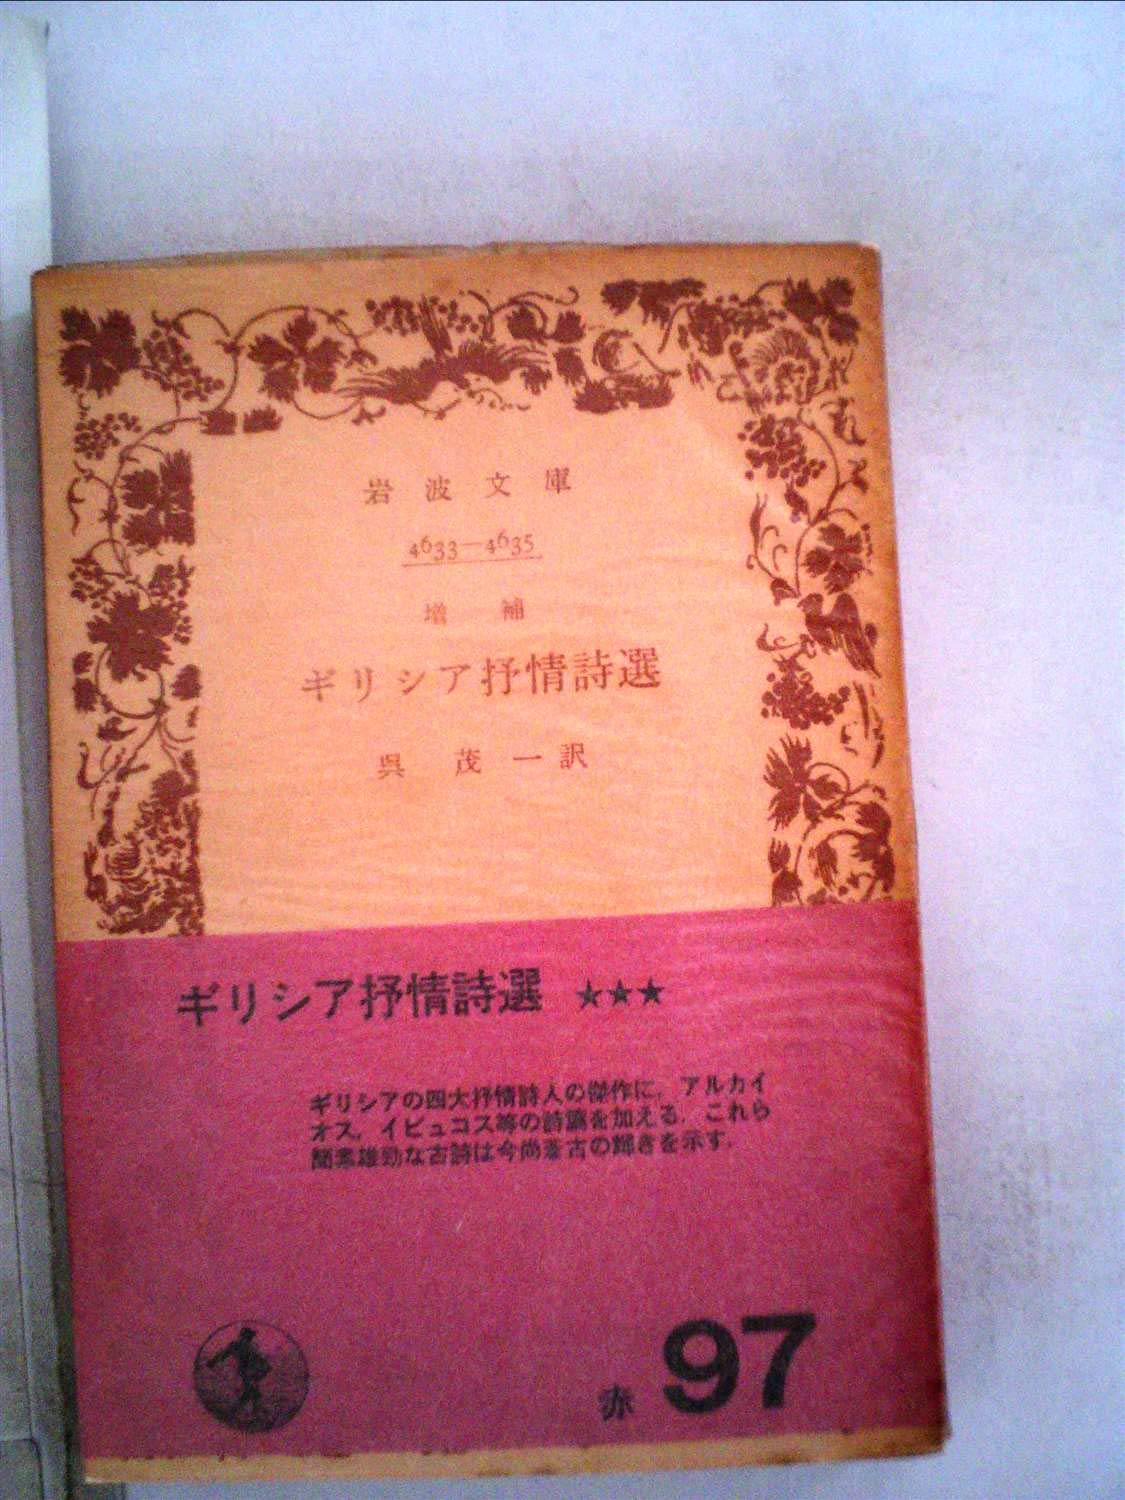 岩波文庫
4633—4635
増補
ギリシア抒情詩選
呉 茂一訳
ギリシア抒情詩選 ★★★
ギリシアの四大抒情詩人の傑作に，アルカイ
オス，イビュコス等の詩篇を加える．これら
簡素雄勁な古詩は今尚蒼古の輝きを示す．
赤 97